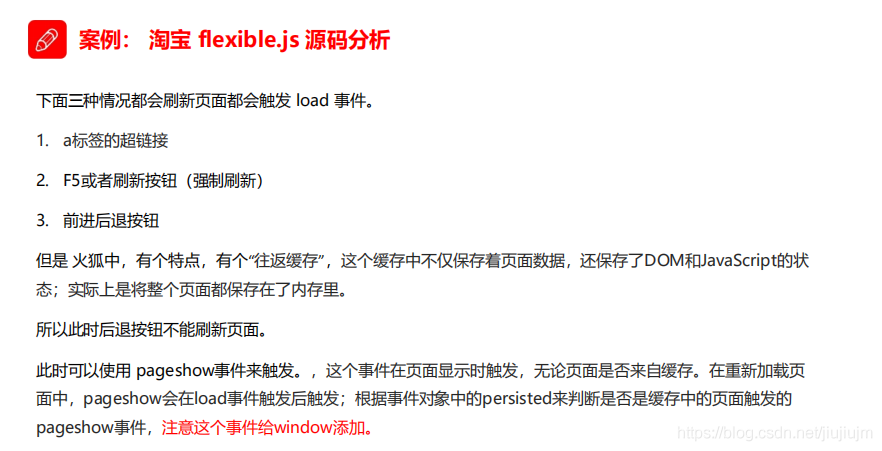 案例： 淘宝 flexible.js 源码分析
下面三种情况都会刷新页面都会触发 load 事件。
1. a标签的超链接
2. F5或者刷新按钮（强制刷新）
3. 前进后退按钮
但是 火狐中，有个特点，有个“往返缓存”，这个缓存中不仅保存着页面数据，还保存了DOM和JavaScript的状
态；实际上是将整个页面都保存在了内存里。
所以此时后退按钮不能刷新页面。
此时可以使用 pageshow事件来触发。，这个事件在页面显示时触发，无论页面是否来自缓存。在重新加载页
面中，pageshow会在load事件触发后触发；根据事件对象中的persisted来判断是否是缓存中的页面触发的
pageshow事件，注意这个事件给window添加。
https://blog.csdn.net/jiujiujm